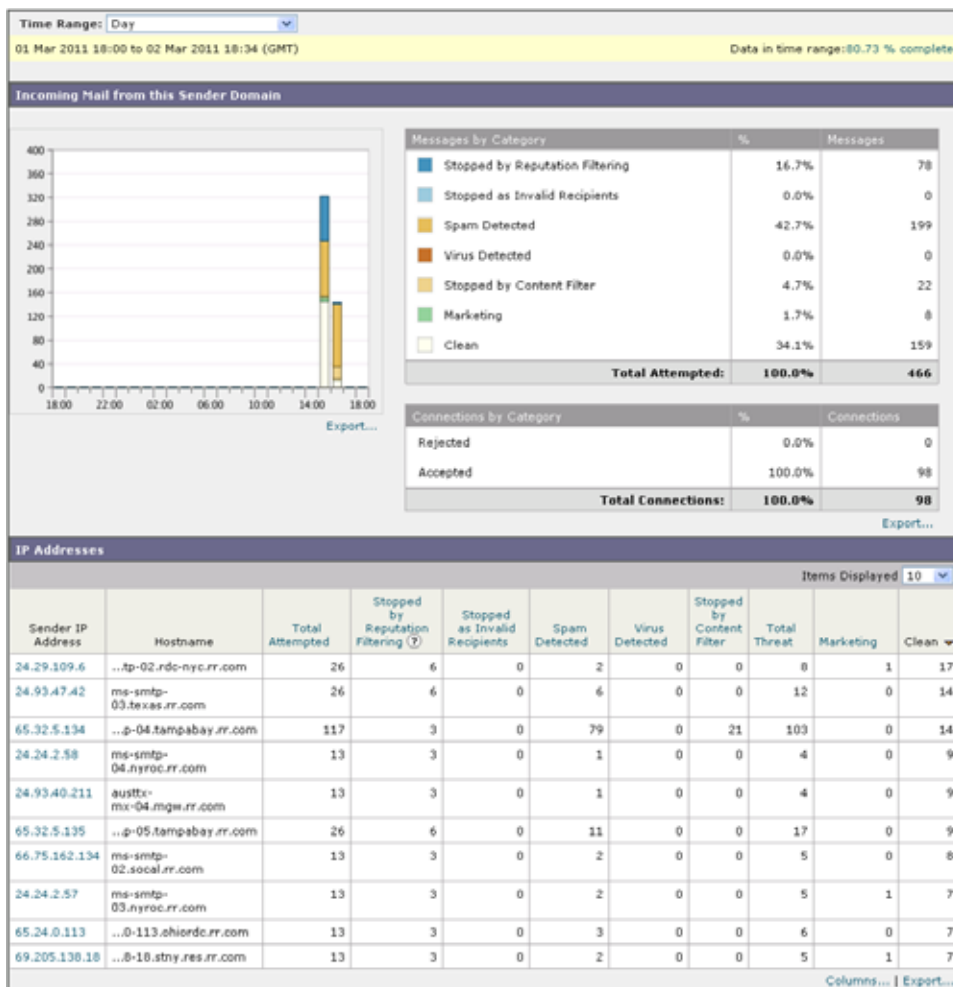 Time Range: Day
01 Mar 2011 18:00 to 02 Mar 2011 18:34 (GMT) Data in time range:80.73 % complete
Incoming Mail from this Sender Domain
400
360
320
280
240
200
160
120
80
40
0
18:00 22:00 02:00 06:00 10:00 14:00 18:00
Export...
Messages by Category % Messages
Stopped by Reputation Filtering 16.7% 78
Stopped as Invalid Recipients 0.0% 0
Spam Detected 42.7% 199
Virus Detected 0.0% 0
Stopped by Content Filter 4.7% 22
Marketing 1.7% 8
Clean 34.1% 159
Total Attempted: 100.0% 466
Connections by Category % Connections
Rejected 0.0% 0
Accepted 100.0% 98
Total Connections: 100.0% 98
Export...
IP Addresses
Items Displayed 10
Sender IP Address Hostname Total Attempted Stopped by Reputation Filtering (?) Stopped as Invalid Recipients Spam Detected Virus Detected Stopped by Content Filter Total Threat Marketing Clean
24.29.109.6 ...tp-02.rdc-nyc.rr.com 26 6 0 2 0 0 8 1 17
24.93.47.42 ms-smtp-03.texas.rr.com 26 6 0 6 0 0 12 0 14
65.32.5.134 ...p-04.tampabay.rr.com 117 3 0 79 0 21 103 0 14
24.24.2.58 ms-smtp-04.nyroc.rr.com 13 3 0 1 0 0 4 0 9
24.93.40.211 austtx-mx-04.mgw.rr.com 13 3 0 1 0 0 4 0 9
65.32.5.135 ...p-05.tampabay.rr.com 26 6 0 11 0 0 17 0 9
66.75.162.134 ms-smtp-02.socal.rr.com 13 3 0 2 0 0 5 0 8
24.24.2.57 ms-smtp-03.nyroc.rr.com 13 3 0 2 0 0 5 1 7
65.24.0.113 ...0-113.ohiordc.rr.com 13 3 0 3 0 0 6 0 7
69.205.138.18 ...8-18.stny.res.rr.com 13 3 0 2 0 0 5 1 7
Columns... | Export...